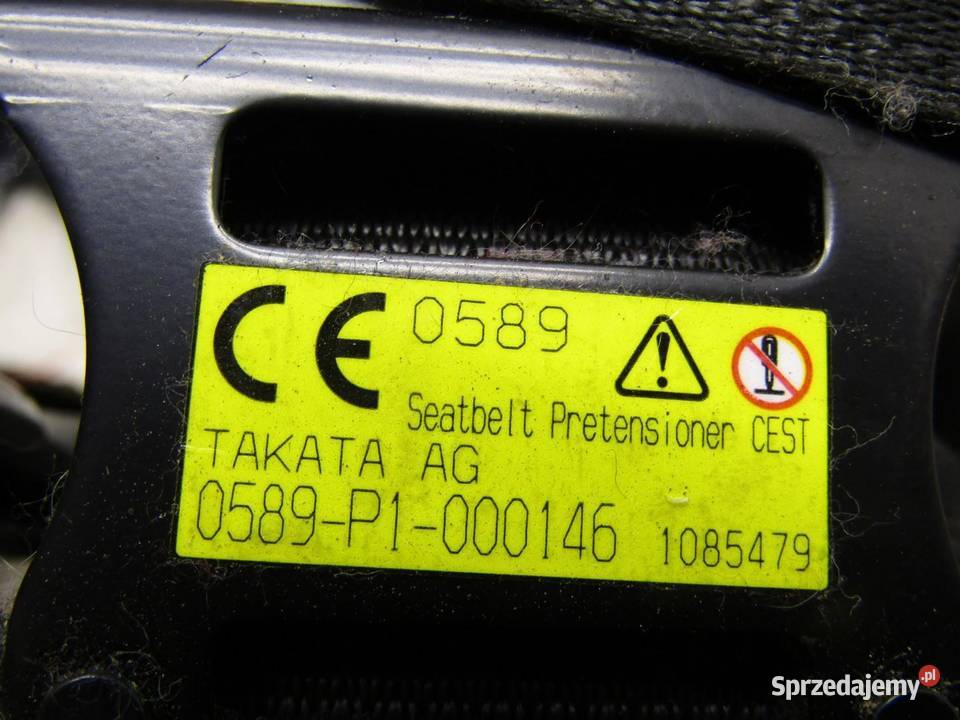 CE 0589
Seatbelt Pretensioner CEST
TAKATA AG
0589-P1-000146 1085479
Sprzedajemy.pl